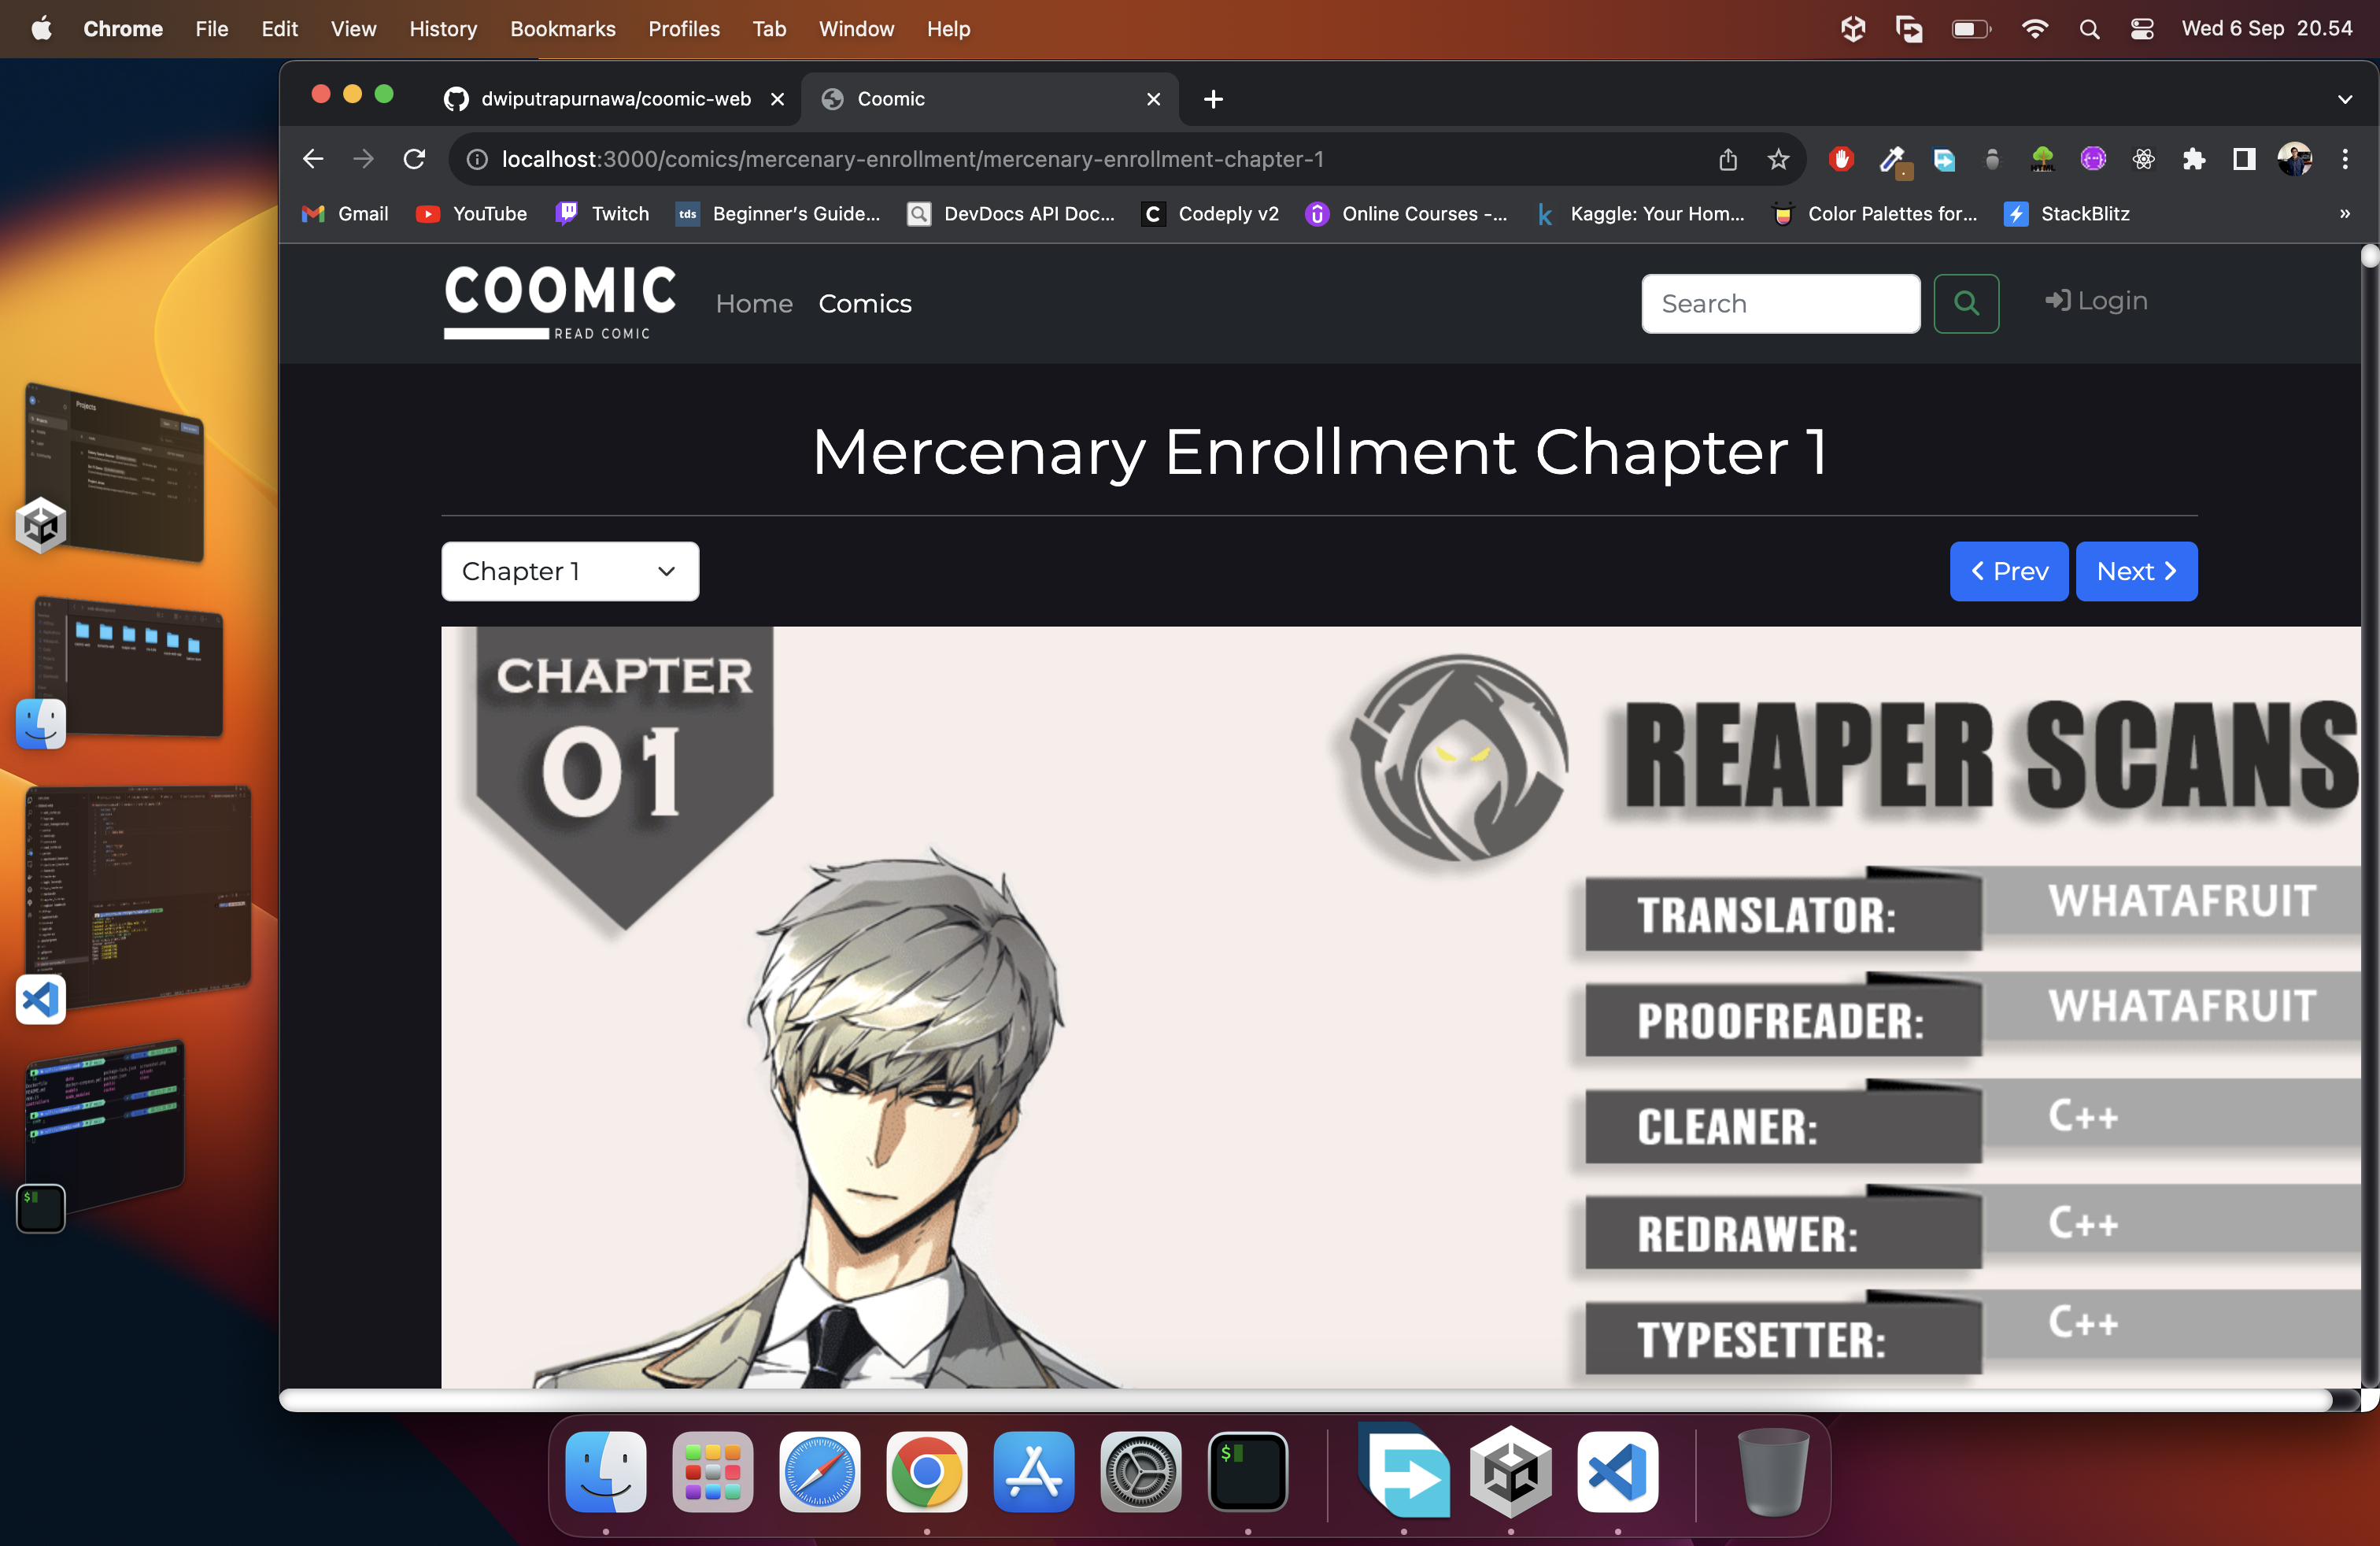 Chrome File Edit View History Bookmarks Profiles Tab Window Help Wed 6 Sep 20.54
dwiputrapurnawa/coomic-web Coomic
localhost:3000/comics/mercenary-enrollment/mercenary-enrollment-chapter-1
Gmail YouTube Twitch tds Beginner's Guide... DevDocs API Doc... Codeply v2 Online Courses -... Kaggle: Your Hom... Color Palettes for... StackBlitz »
COOMIC
READ COMIC
Home Comics Search Login
Mercenary Enrollment Chapter 1
Chapter 1 Prev Next
CHAPTER
01
REAPER SCANS
TRANSLATOR: WHATAFRUIT
PROOFREADER: WHATAFRUIT
CLEANER: C++
REDRAWER: C++
TYPESETTER: C++
Projects